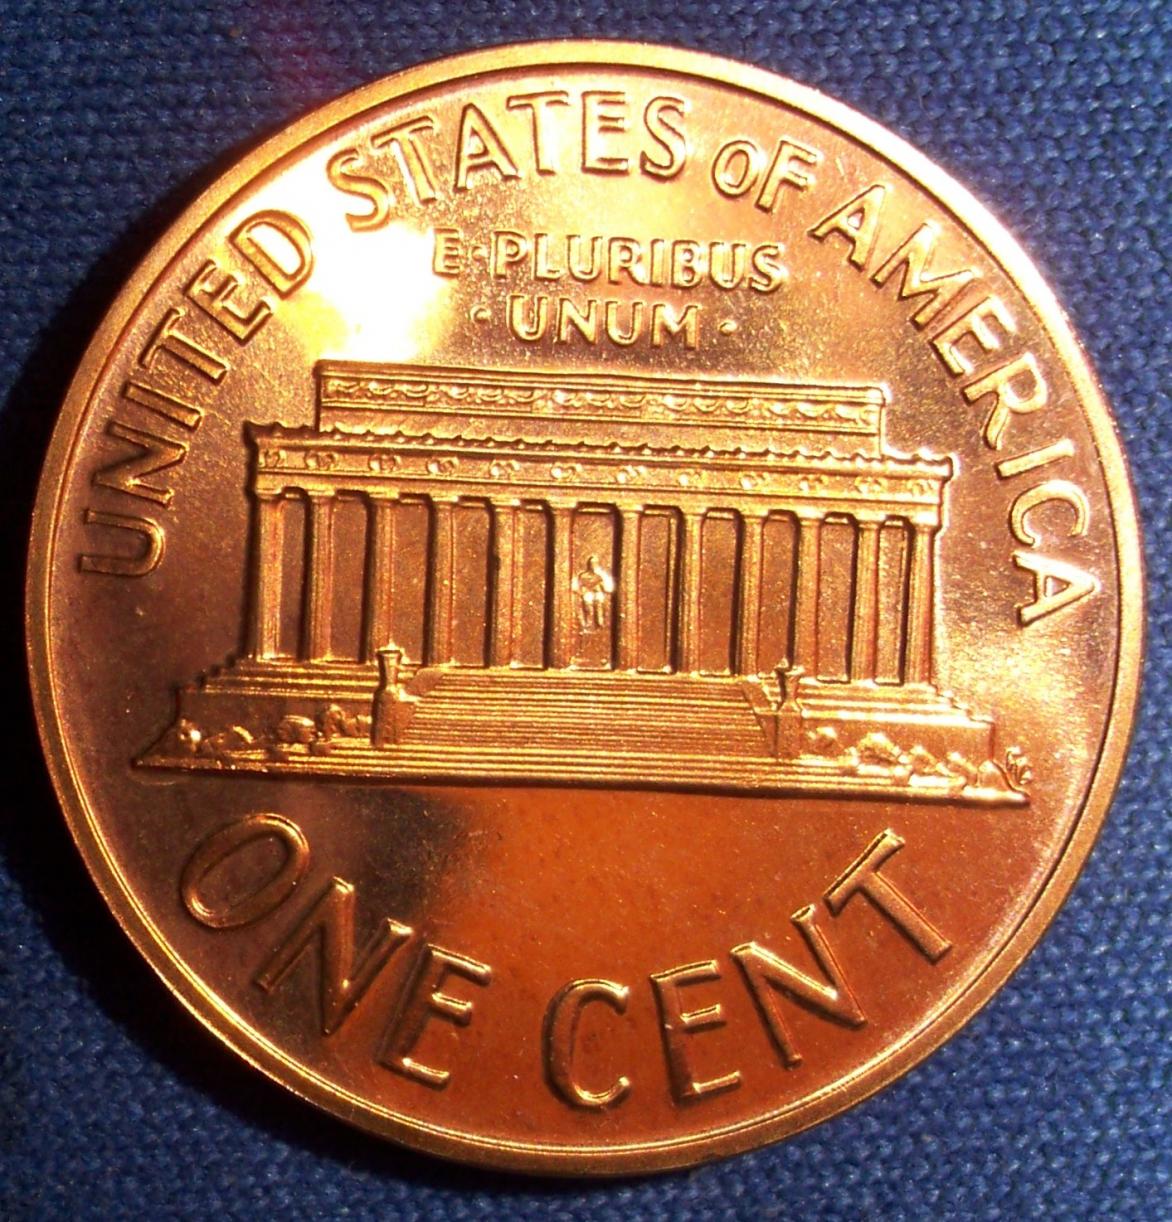 UNITED STATES OF AMERICA
E·PLURIBUS
·UNUM·
ONE CENT